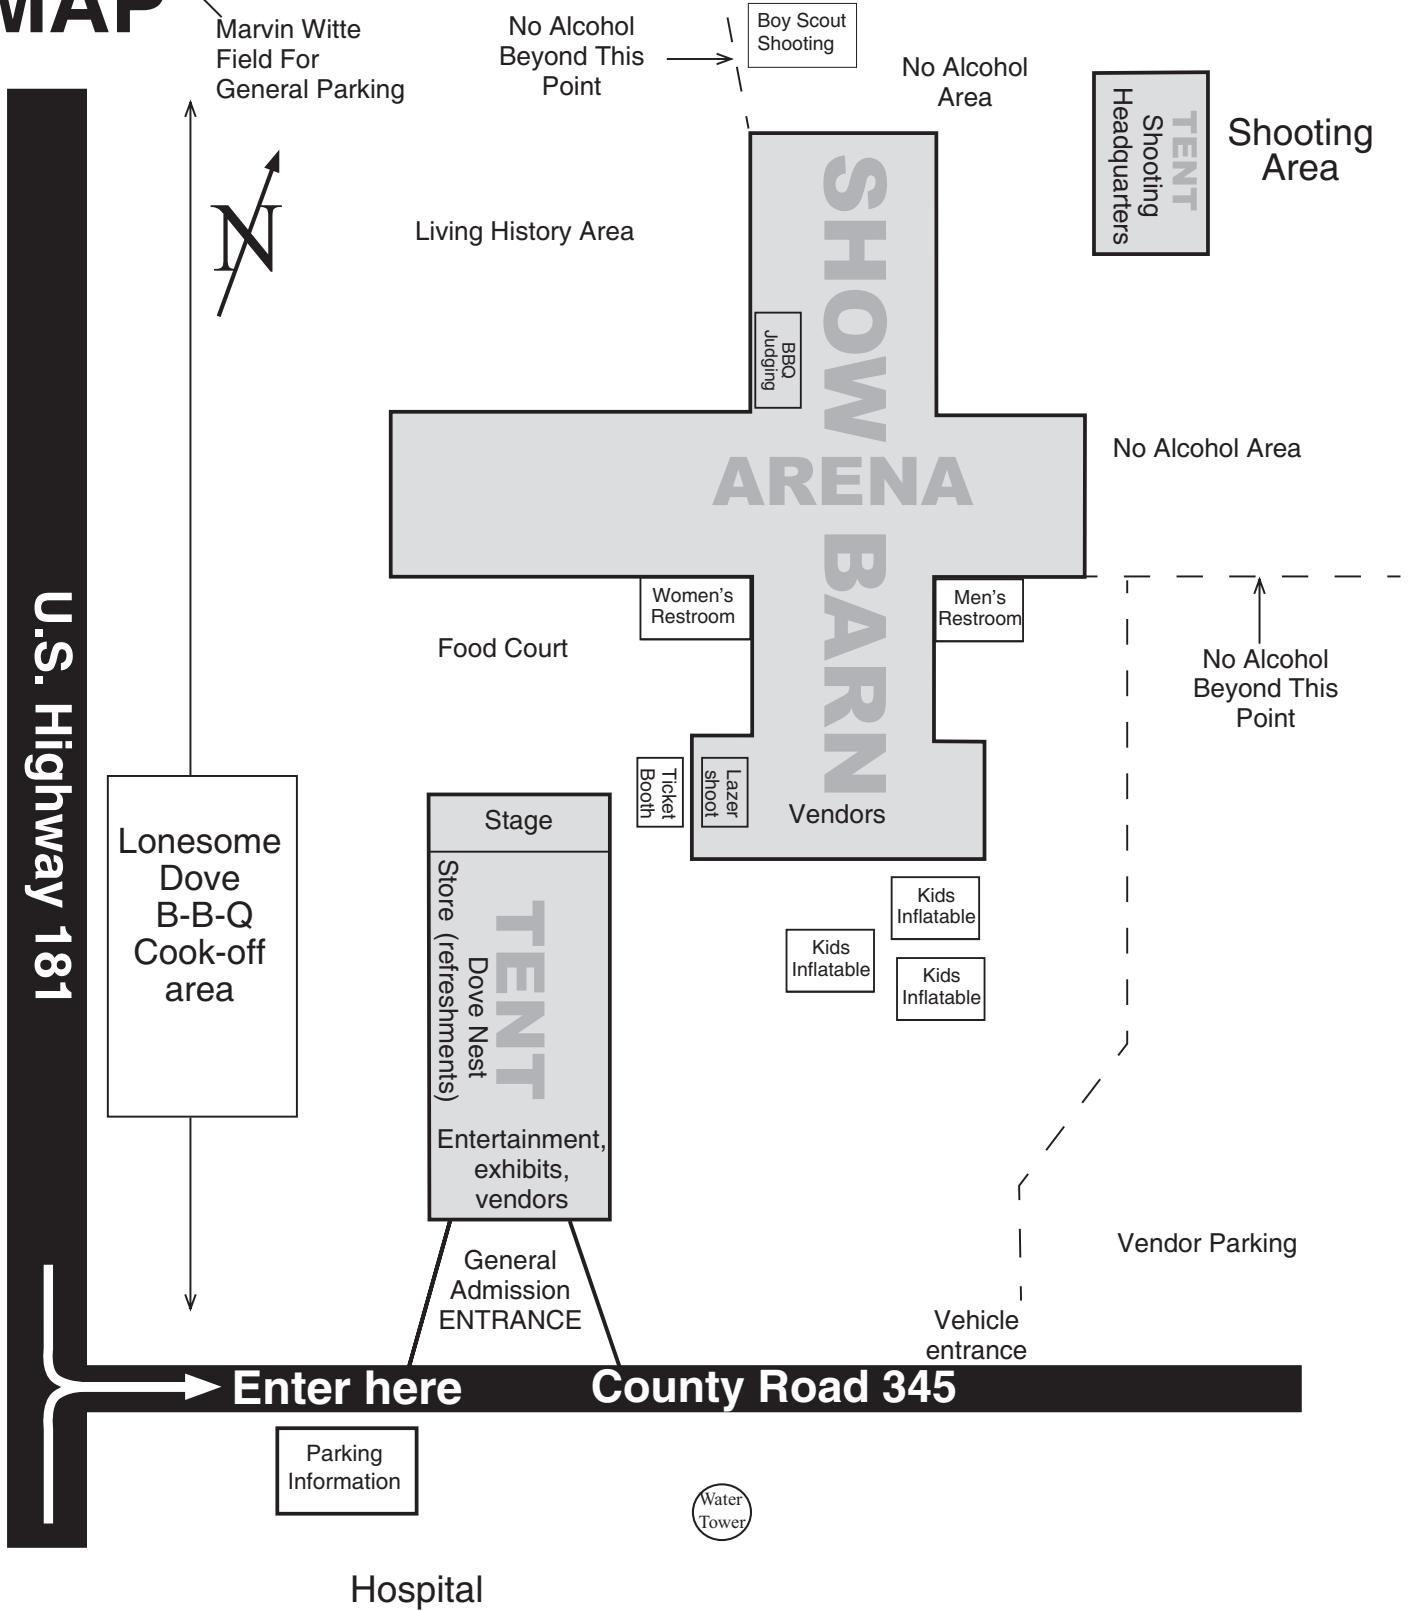 MAP
Marvin Witte
Field For
General Parking
No Alcohol
Beyond This
Point
Boy Scout
Shooting
No Alcohol
Area
TENT
Shooting
Headquarters
Shooting
Area
N
Living History Area
SHOW BARN
BBQ
Judging
ARENA
No Alcohol Area
Women's
Restroom
Men's
Restroom
Food Court
No Alcohol
Beyond This
Point
U.S. Highway 181
Ticket
Booth
Lazer
shoot
Vendors
Lonesome
Dove
B-B-Q
Cook-off
area
Stage
TENT
Dove Nest
Store (refreshments)
Entertainment,
exhibits,
vendors
Kids
Inflatable
Kids
Inflatable
Kids
Inflatable
General
Admission
ENTRANCE
Vendor Parking
Vehicle
entrance
Enter here
County Road 345
Parking
Information
Water
Tower
Hospital